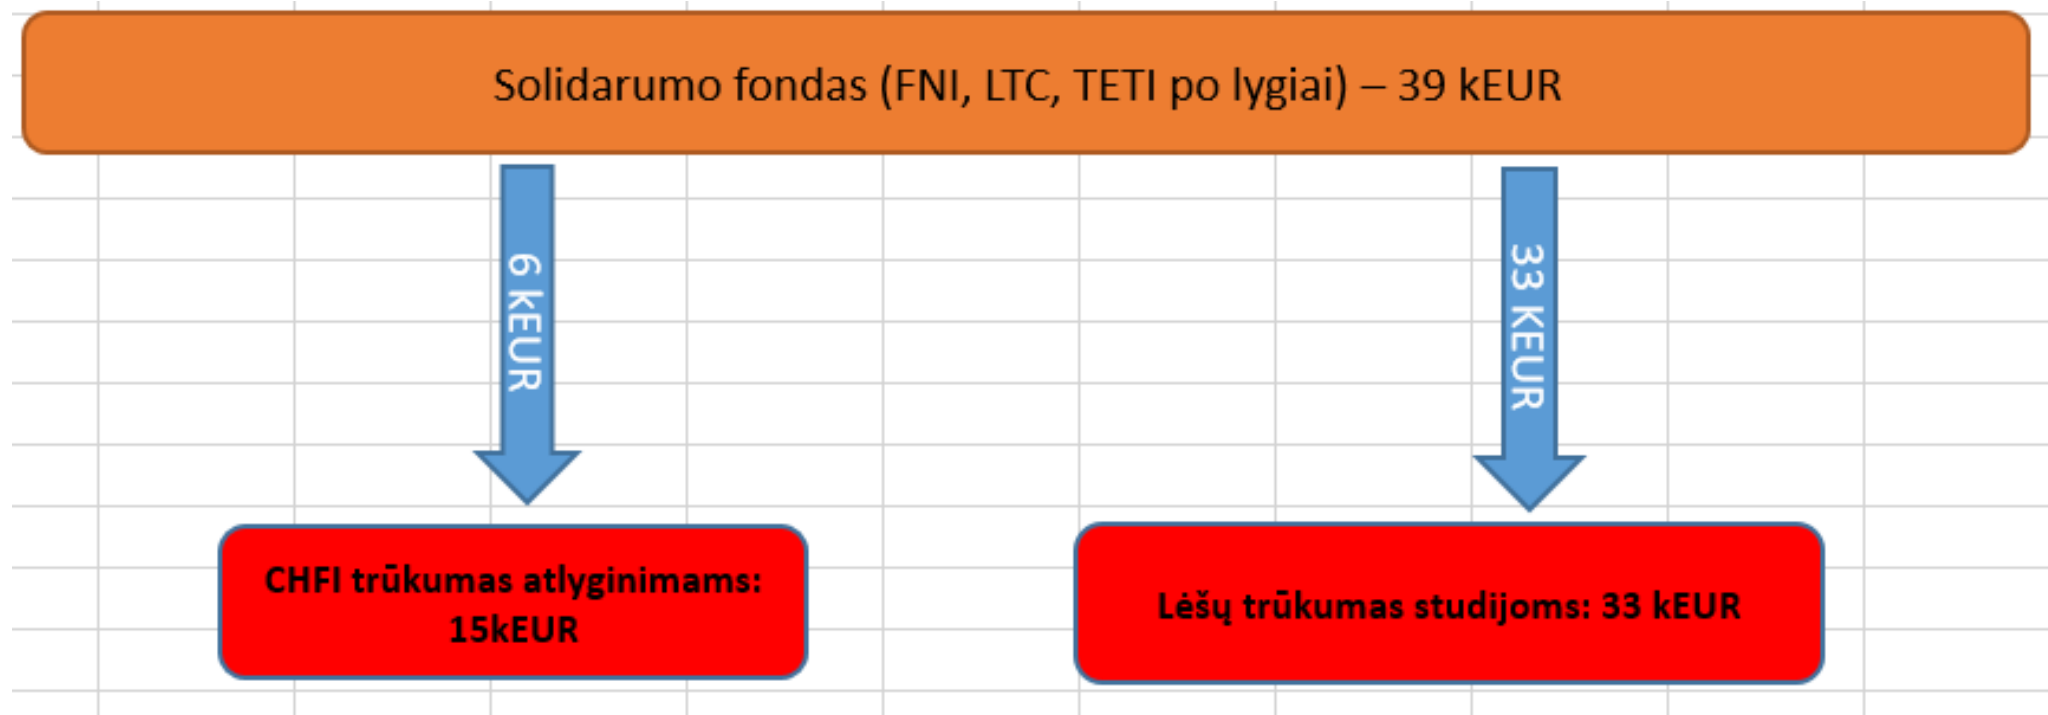 Solidarumo fondas (FNI, LTC, TETI po lygiai) – 39 kEUR
6 kEUR
33 KEUR
CHFI trūkumas atlyginimams:
15kEUR
Lėšų trūkumas studijoms: 33 kEUR